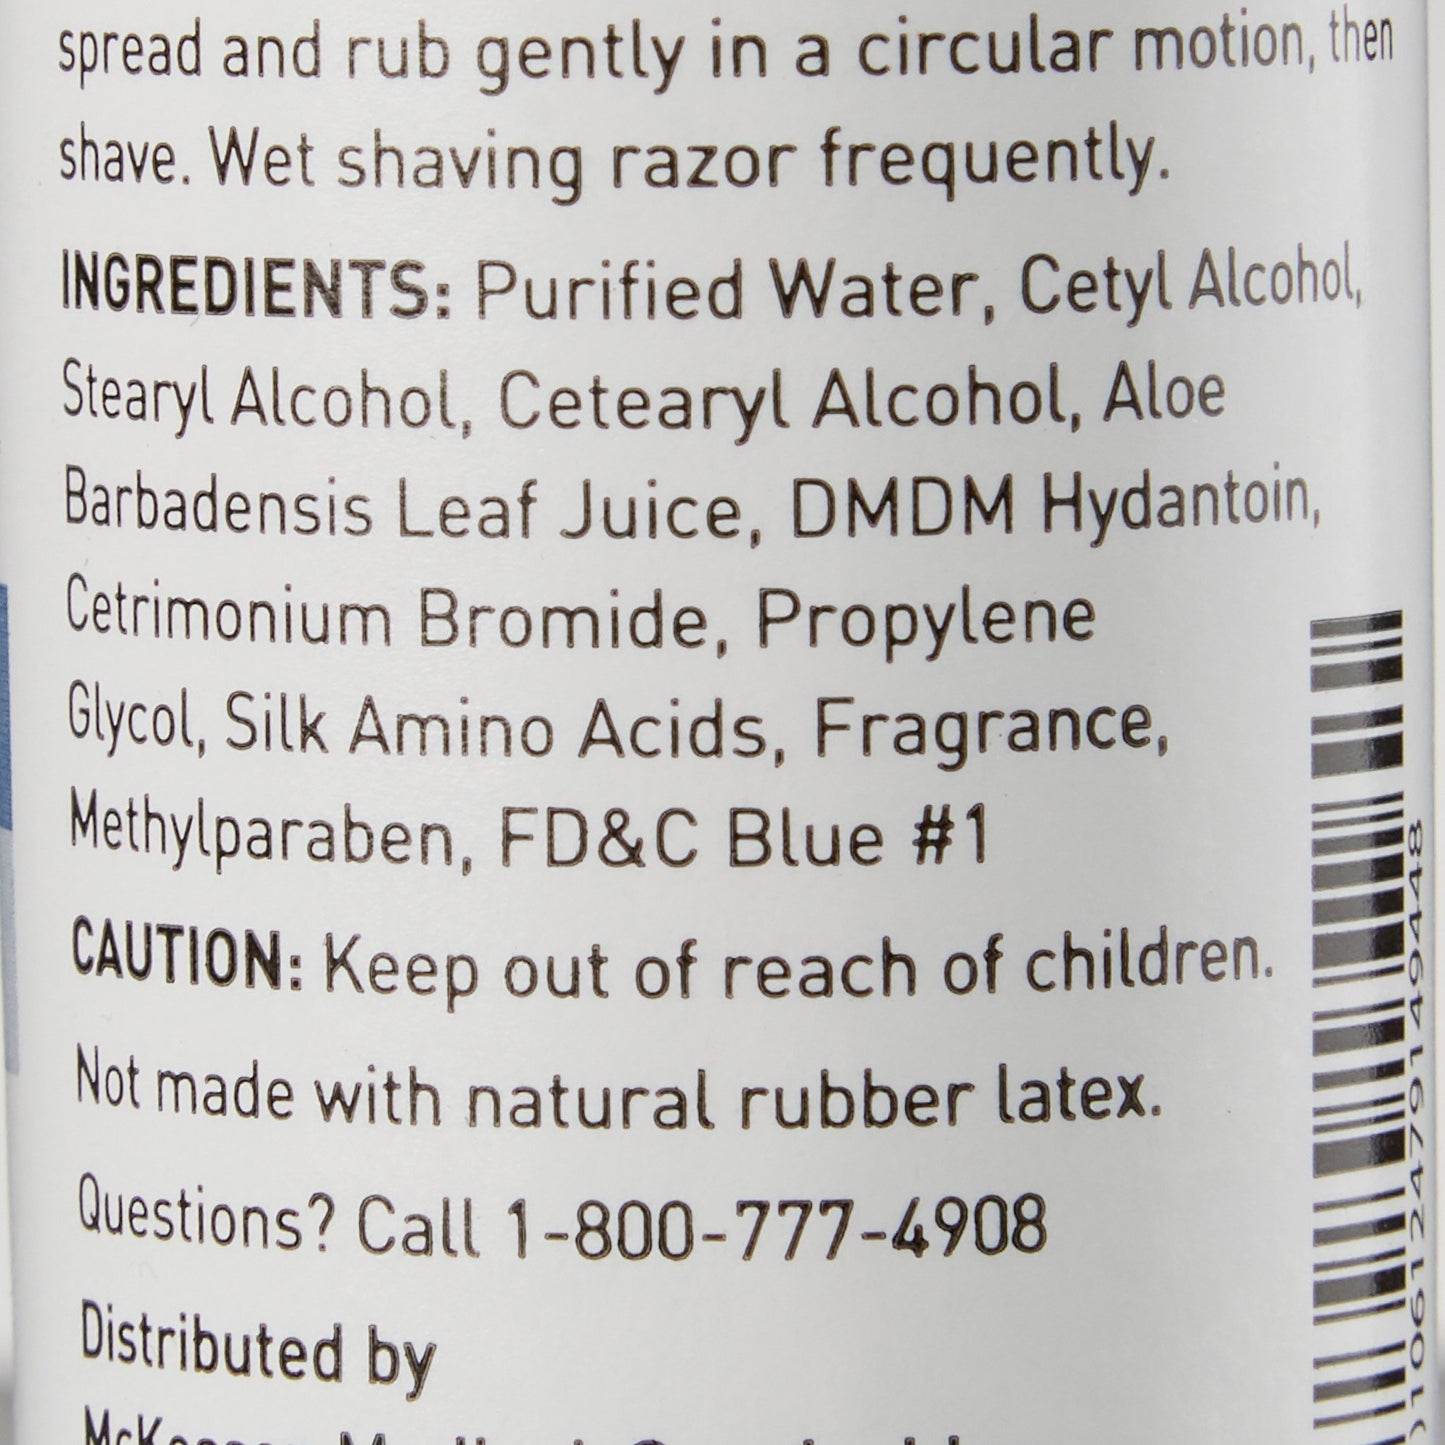 spread and rub gently in a circular motion, then
shave. Wet shaving razor frequently.
INGREDIENTS: Purified Water, Cetyl Alcohol,
Stearyl Alcohol, Cetearyl Alcohol, Aloe
Barbadensis Leaf Juice, DMDM Hydantoin,
Cetrimonium Bromide, Propylene
Glycol, Silk Amino Acids, Fragrance,
Methylparaben, FD&C Blue #1
CAUTION: Keep out of reach of children.
Not made with natural rubber latex.
Questions? Call 1-800-777-4908
Distributed by